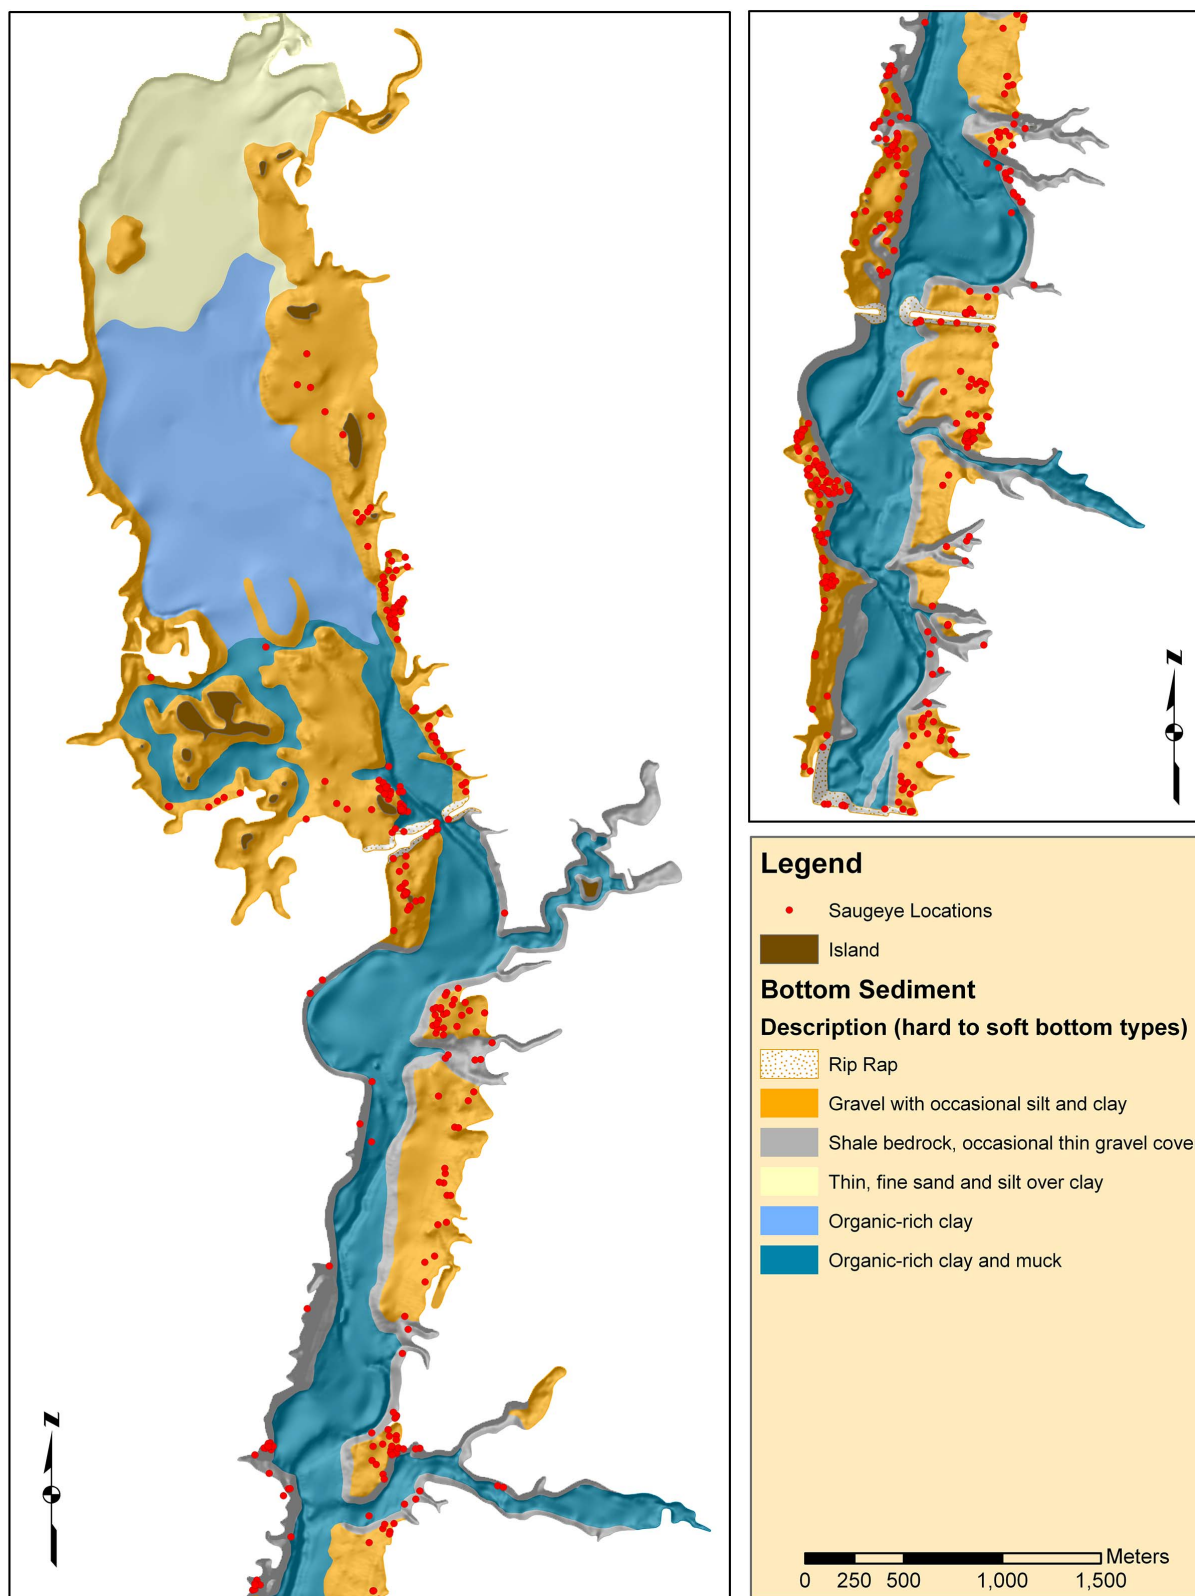 N
N
Legend
Saugeye Locations
Island
Bottom Sediment
Description (hard to soft bottom types)
Rip Rap
Gravel with occasional silt and clay
Shale bedrock, occasional thin gravel cove
Thin, fine sand and silt over clay
Organic-rich clay
Organic-rich clay and muck
Meters
0 250 500 1,000 1,500